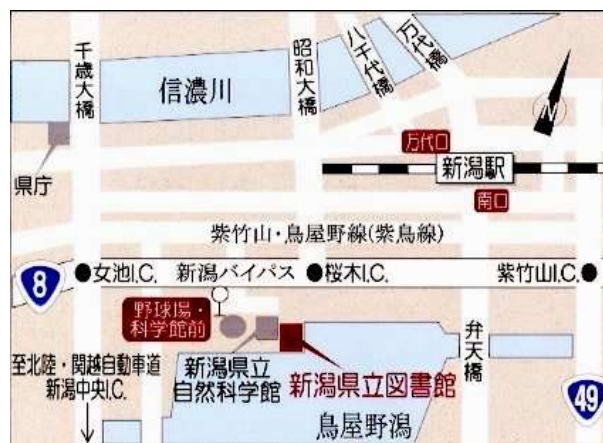 千歳大橋
信濃川
昭和大橋
八千代橋
万代橋
N
県庁
万代口
新潟駅
南口
紫竹山・鳥屋野線(紫鳥線)
8
女池I.C.
新潟バイパス
桜木I.C.
紫竹山I.C.
野球場・
科学館前
新潟県立
自然科学館
新潟県立図書館
弁天橋
至北陸・関越自動車道
新潟中央I.C.
鳥屋野潟
49